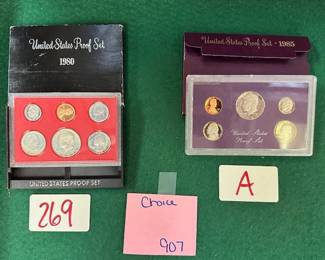 United States Proof Set
1980
UNITED STATES PROOF SET
269
United States Proof Set • 1985
United States
Proof Set
A
Choice
907